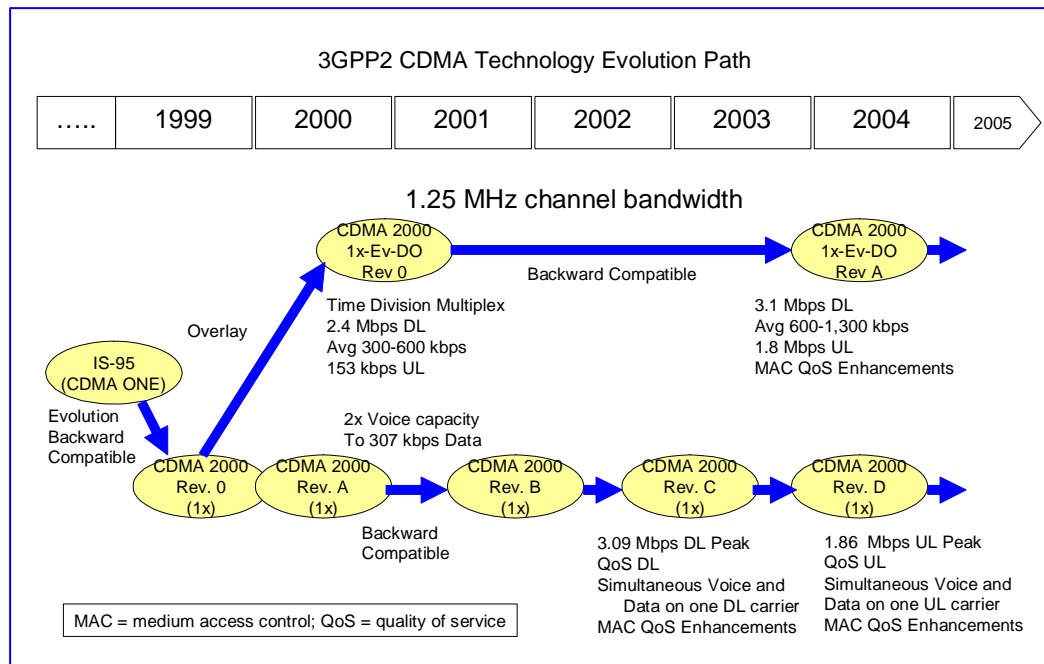 3GPP2 CDMA Technology Evolution Path
..... 1999 2000 2001 2002 2003 2004 2005
1.25 MHz channel bandwidth
CDMA 2000
1x-Ev-DO
Rev 0
Backward Compatible
CDMA 2000
1x-Ev-DO
Rev A
Overlay
Time Division Multiplex
2.4 Mbps DL
Avg 300-600 kbps
153 kbps UL
3.1 Mbps DL
Avg 600-1,300 kbps
1.8 Mbps UL
MAC QoS Enhancements
IS-95
(CDMA ONE)
Evolution
Backward
Compatible
2x Voice capacity
To 307 kbps Data
CDMA 2000
Rev. 0
(1x)
CDMA 2000
Rev. A
(1x)
Backward
Compatible
CDMA 2000
Rev. B
(1x)
CDMA 2000
Rev. C
(1x)
CDMA 2000
Rev. D
(1x)
3.09 Mbps DL Peak
QoS DL
Simultaneous Voice and
Data on one DL carrier
MAC QoS Enhancements
1.86 Mbps UL Peak
QoS UL
Simultaneous Voice and
Data on one UL carrier
MAC QoS Enhancements
MAC = medium access control; QoS = quality of service